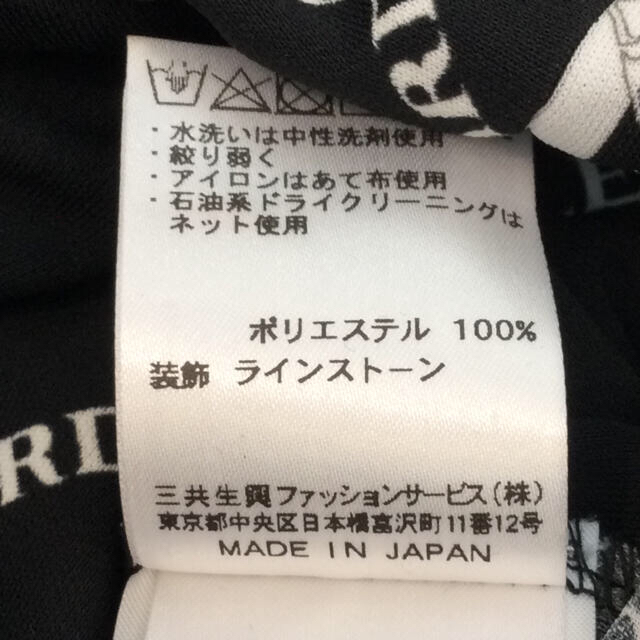 RI
・水洗いは中性洗剤使用
・絞り弱く
・アイロンはあて布使用
・石油系ドライクリーニングは
ネット使用
ポリエステル 100%
装飾 ラインストーン
RD
三共生興ファッションサービス(株)
東京都中央区日本橋富沢町11番12号
MADE IN JAPAN